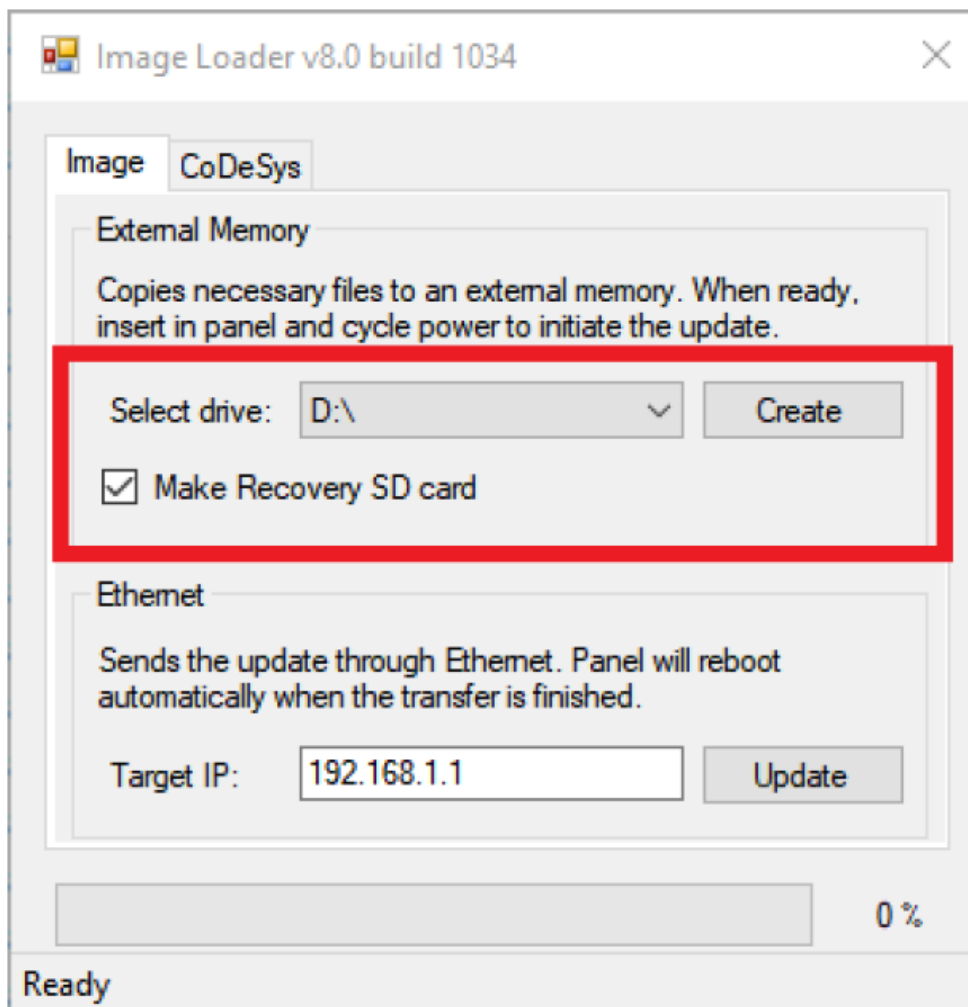 Image Loader v8.0 build 1034
Image
CoDeSys
External Memory
Copies necessary files to an external memory. When ready,
insert in panel and cycle power to initiate the update.
Select drive: D:\ Create
Make Recovery SD card
Ethernet
Sends the update through Ethernet. Panel will reboot
automatically when the transfer is finished.
Target IP: 192.168.1.1 Update
0 %
Ready